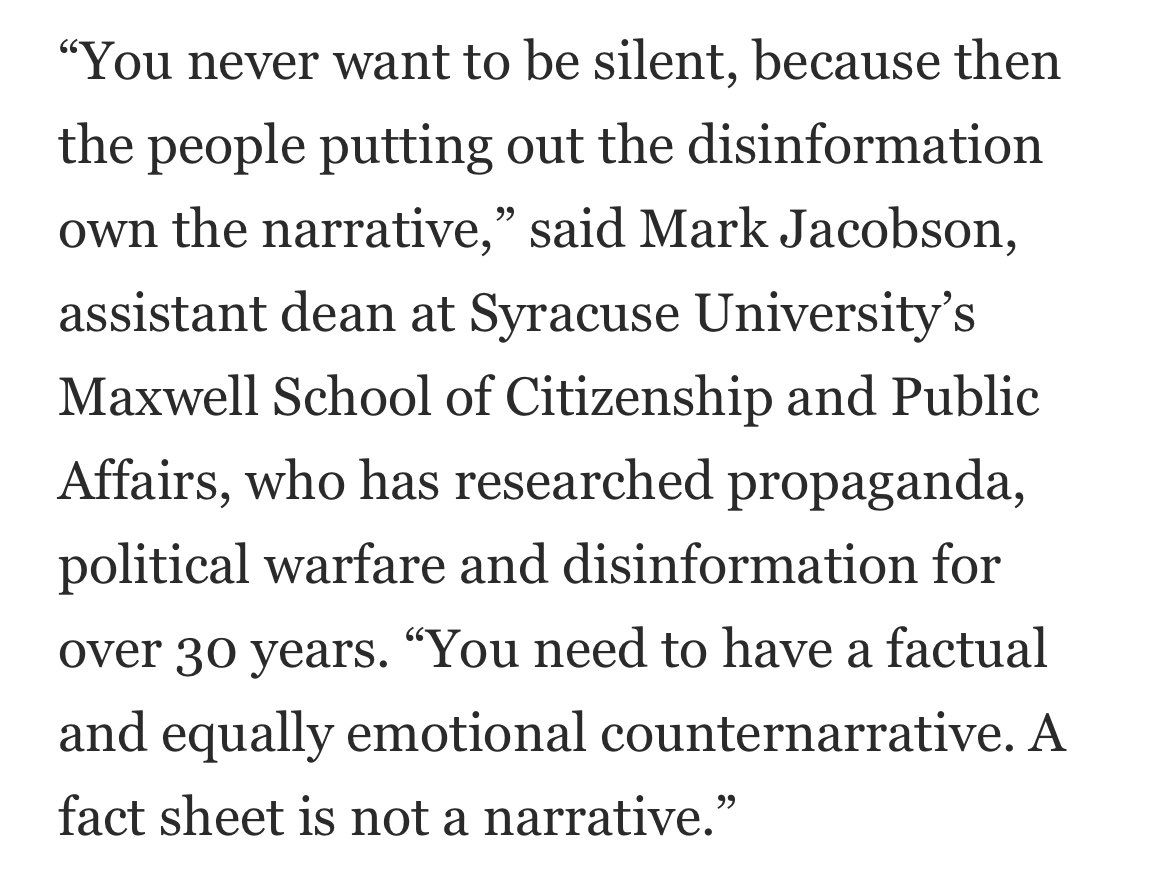 “You never want to be silent, because then
the people putting out the disinformation
own the narrative,” said Mark Jacobson,
assistant dean at Syracuse University’s
Maxwell School of Citizenship and Public
Affairs, who has researched propaganda,
political warfare and disinformation for
over 30 years. “You need to have a factual
and equally emotional counternarrative. A
fact sheet is not a narrative.”